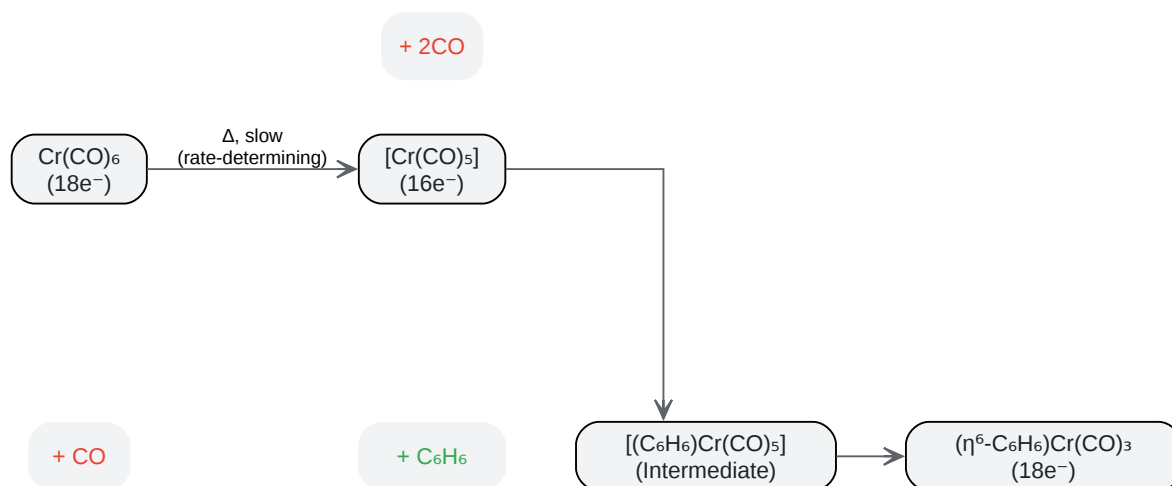 + 2CO
Δ, slow
(rate-determining)
Cr(CO)₆
(18e⁻)
[Cr(CO)₅]
(16e⁻)
+ CO
+ C₆H₆
[(C₆H₆)Cr(CO)₅]
(Intermediate)
(η⁶-C₆H₆)Cr(CO)₃
(18e⁻)